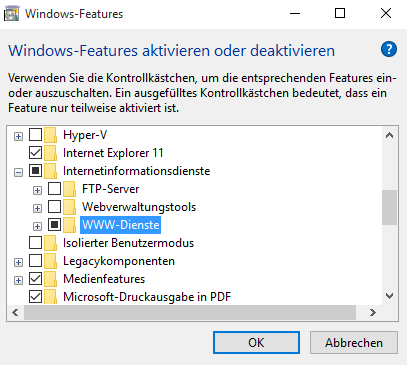 Windows-Features
Windows-Features aktivieren oder deaktivieren
?
Verwenden Sie die Kontrollkästchen, um die entsprechenden Features ein-
oder auszuschalten. Ein ausgefülltes Kontrollkästchen bedeutet, dass ein
Feature nur teilweise aktiviert ist.
Hyper-V
Internet Explorer 11
Internetinformationsdienste
FTP-Server
Webverwaltungstools
WWW-Dienste
Isolierter Benutzermodus
Legacykomponenten
Medienfeatures
Microsoft-Druckausgabe in PDF
OK
Abbrechen